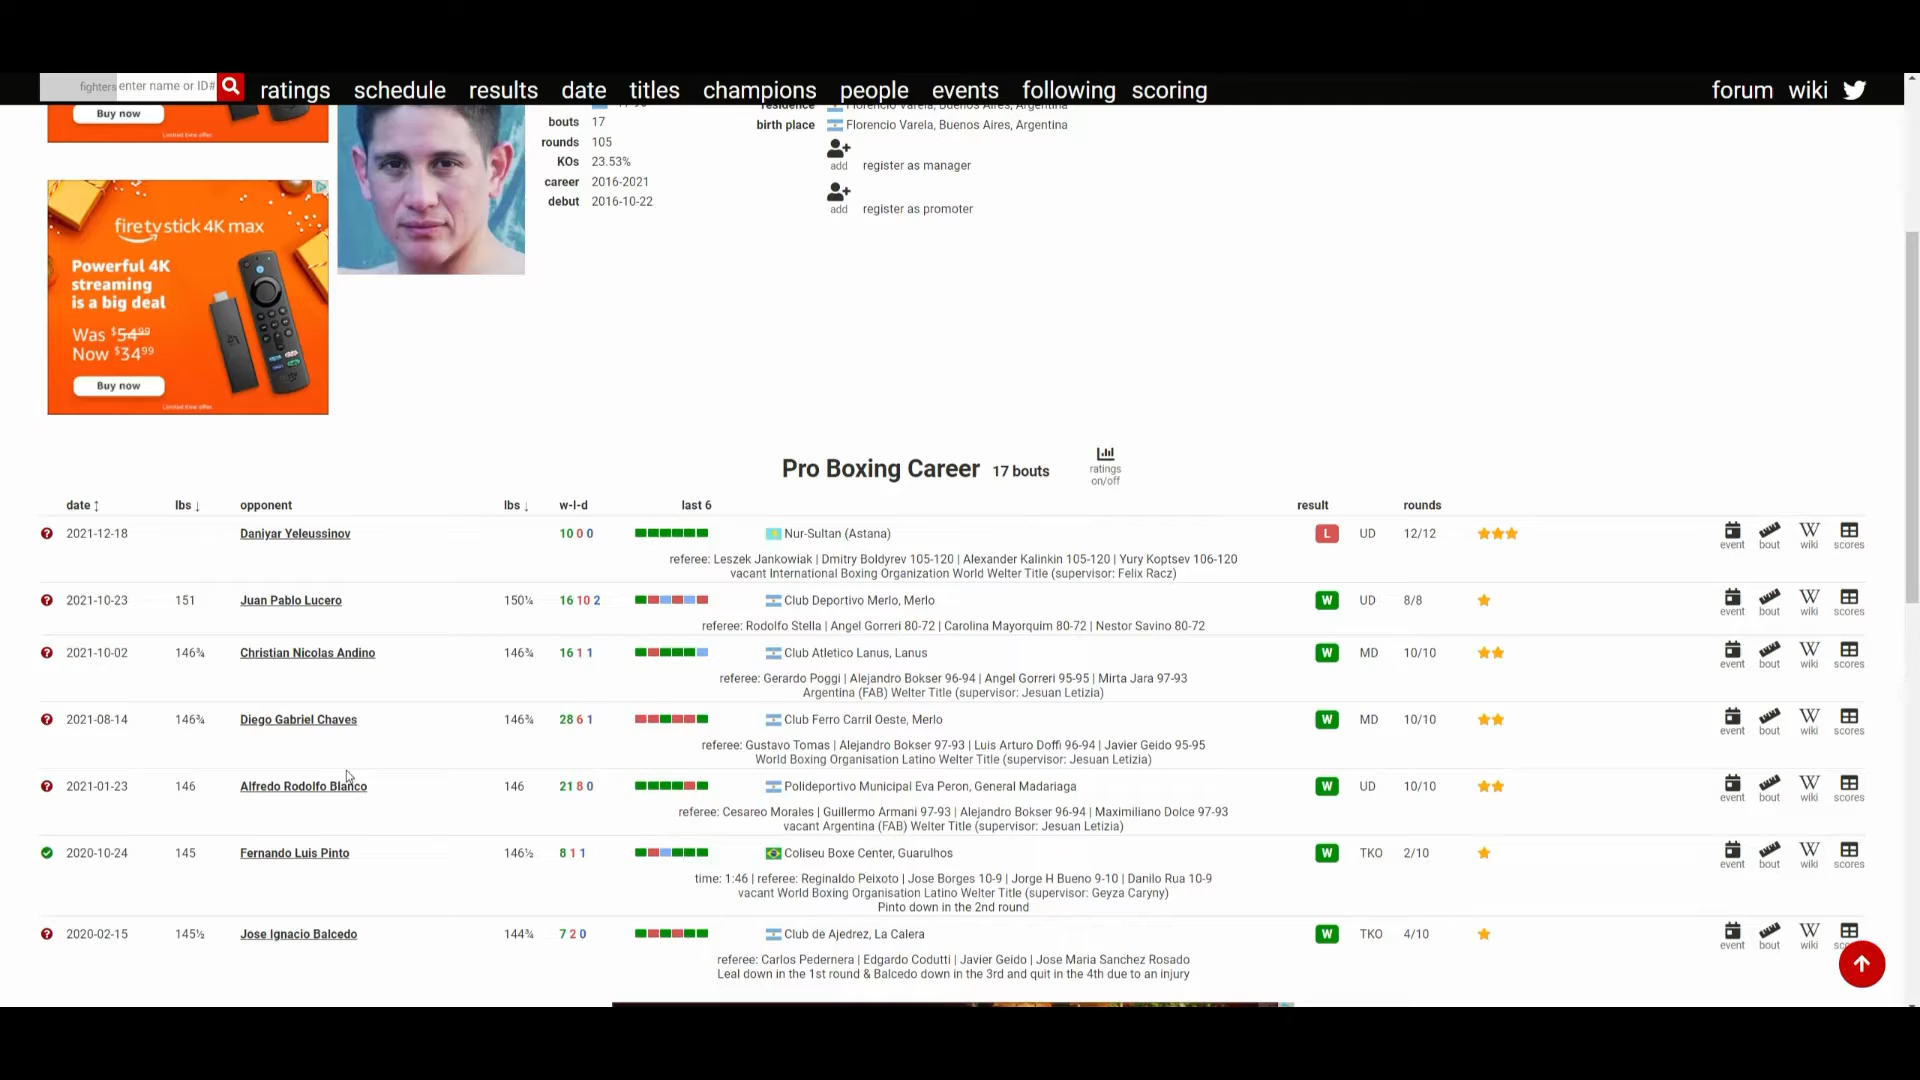 fighters enter name or ID# ratings schedule results date titles champions people events following scoring forum wiki
Buy now
Limited time offer.
fire tv stick 4K max
Powerful 4K
streaming
is a big deal
Was $54.99
Now $34.99
Buy now
Limited time offer.
bouts 17
rounds 105
KOs 23.53%
career 2016-2021
debut 2016-10-22
residence Florencio Varela, Buenos Aires, Argentina
birth place Florencio Varela, Buenos Aires, Argentina
add register as manager
add register as promoter
Pro Boxing Career 17 bouts
ratings
on/off
date lbs opponent lbs w-l-d last 6 result rounds
2021-12-18 Daniyar Yeleussinov 10 0 0 Nur-Sultan (Astana) L UD 12/12 event bout wiki scores
referee: Leszek Jankowiak | Dmitry Boldyrev 105-120 | Alexander Kalinkin 105-120 | Yury Koptsev 106-120
vacant International Boxing Organization World Welter Title (supervisor: Felix Racz)
2021-10-23 151 Juan Pablo Lucero 150¼ 16 10 2 Club Deportivo Merlo, Merlo W UD 8/8 event bout wiki scores
referee: Rodolfo Stella | Angel Gorreri 80-72 | Carolina Mayorquim 80-72 | Nestor Savino 80-72
2021-10-02 146¾ Christian Nicolas Andino 146¾ 16 1 1 Club Atletico Lanus, Lanus W MD 10/10 event bout wiki scores
referee: Gerardo Poggi | Alejandro Bokser 96-94 | Angel Gorreri 95-95 | Mirta Jara 97-93
Argentina (FAB) Welter Title (supervisor: Jesuan Letizia)
2021-08-14 146¾ Diego Gabriel Chaves 146¾ 28 6 1 Club Ferro Carril Oeste, Merlo W MD 10/10 event bout wiki scores
referee: Gustavo Tomas | Alejandro Bokser 97-93 | Luis Arturo Doffi 96-94 | Javier Geido 95-95
World Boxing Organisation Latino Welter Title (supervisor: Jesuan Letizia)
2021-01-23 146 Alfredo Rodolfo Blanco 146 21 8 0 Polideportivo Municipal Eva Peron, General Madariaga W UD 10/10 event bout wiki scores
referee: Cesareo Morales | Guillermo Armani 97-93 | Alejandro Bokser 96-94 | Maximiliano Dolce 97-93
vacant Argentina (FAB) Welter Title (supervisor: Jesuan Letizia)
2020-10-24 145 Fernando Luis Pinto 146½ 8 1 1 Coliseu Boxe Center, Guarulhos W TKO 2/10 event bout wiki scores
time: 1:46 | referee: Reginaldo Peixoto | Jose Borges 10-9 | Jorge H Bueno 9-10 | Danilo Rua 10-9
vacant World Boxing Organisation Latino Welter Title (supervisor: Geyza Caryny)
Pinto down in the 2nd round
2020-02-15 145½ Jose Ignacio Balcedo 144¾ 7 2 0 Club de Ajedrez, La Calera W TKO 4/10 event bout wiki
referee: Carlos Pedernera | Edgardo Codutti | Javier Geido | Jose Maria Sanchez Rosado
Leal down in the 1st round & Balcedo down in the 3rd and quit in the 4th due to an injury